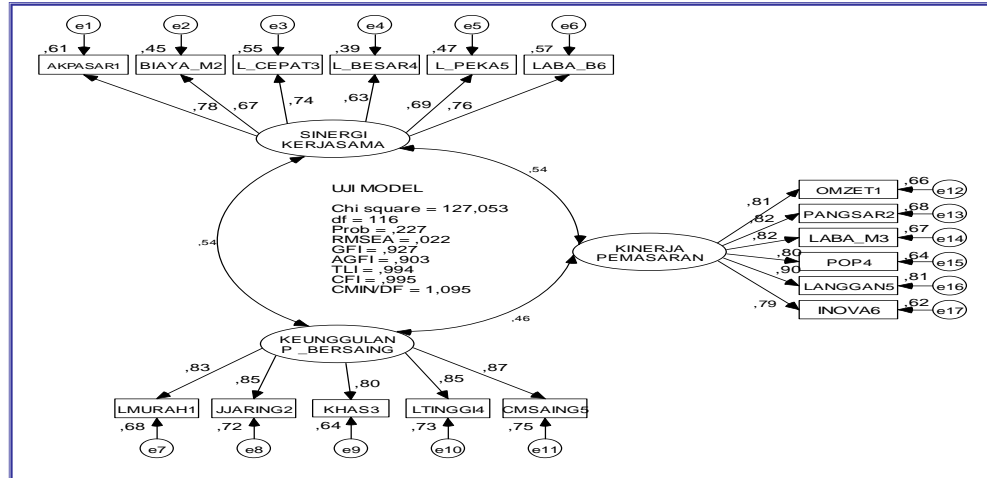 e1 e2 e3 e4 e5 e6
,61 ,45 ,55 ,39 ,47 ,57
AKPASAR1 BIAYA_M2 L_CEPAT3 L_BESAR4 L_PEKA5 LABA_B6
,78 ,67 ,74 ,63 ,69 ,76
SINERGI
KERJASAMA
,54
,54
,46
UJI MODEL
Chi square = 127,053
df = 116
Prob = ,227
RMSEA = ,022
GFI = ,927
AGFI = ,903
TLI = ,994
CFI = ,995
CMIN/DF = 1,095
KINERJA
PEMASARAN
,81 OMZET1 ,66 e12
,82 PANGSAR2 ,68 e13
,82 LABA_M3 ,67 e14
,80 POP4 ,64 e15
,90 LANGGAN5 ,81 e16
,79 INOVA6 ,62 e17
KEUNGGULAN
P _BERSAING
,83 ,85 ,80 ,85 ,87
LMURAH1 JJARING2 KHAS3 LTINGGI4 CMSAING5
,68 ,72 ,64 ,73 ,75
e7 e8 e9 e10 e11